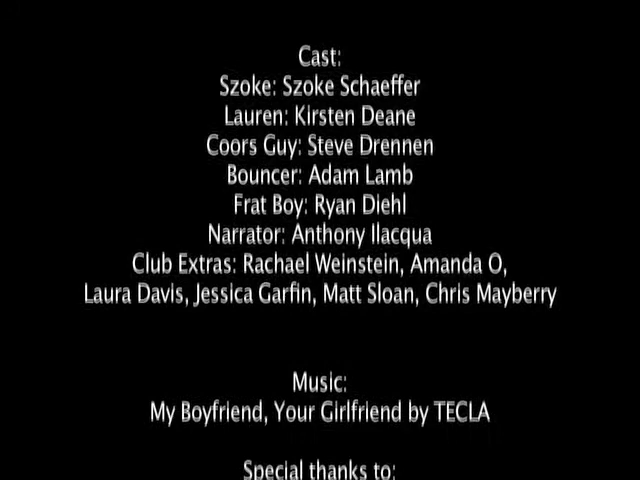 Cast:
Szoke: Szoke Schaeffer
Lauren: Kirsten Deane
Coors Guy: Steve Drennen
Bouncer: Adam Lamb
Frat Boy: Ryan Diehl
Narrator: Anthony Ilacqua
Club Extras: Rachael Weinstein, Amanda O,
Laura Davis, Jessica Garfin, Matt Sloan, Chris Mayberry
Music:
My Boyfriend, Your Girlfriend by TECLA
Special thanks to: